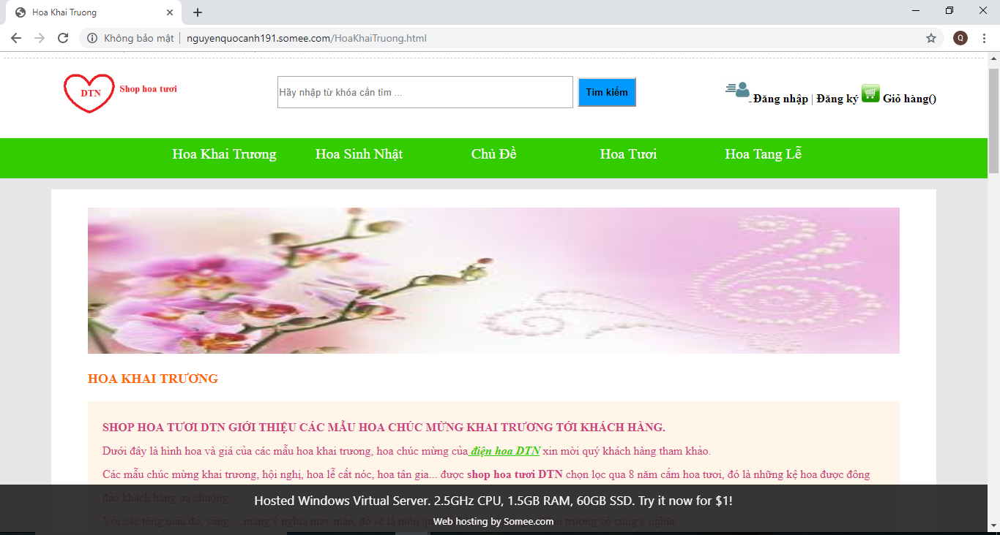 Hoa Khai Truong
Không bảo mật
nguyenquocanh191.somee.com/HoaKhaiTruong.html
Q
DTN
Shop hoa tươi
Hãy nhập từ khóa cần tìm ...
Tìm kiếm
Đăng nhập | Đăng ký
Giỏ hàng()
Hoa Khai Trương
Hoa Sinh Nhật
Chủ Đề
Hoa Tươi
Hoa Tang Lễ
HOA KHAI TRƯƠNG
SHOP HOA TƯƠI DTN GIỚI THIỆU CÁC MẪU HOA CHÚC MỪNG KHAI TRƯƠNG TỚI KHÁCH HÀNG.
Dưới đây là hình hoa và giá của các mẫu hoa khai trương, hoa chúc mừng của điện hoa DTN xin mời quý khách hàng tham khảo.
Các mẫu chúc mừng khai trương, hội nghị, hoa lễ cất nóc, hoa tân gia... được shop hoa tươi DTN chọn lọc qua 8 năm cắm hoa tươi, đó là những kệ hoa được đông
đảo khách hàng ưa chuộng.
Với các tông màu đỏ, vàng.... mang ý nghĩa may mắn, đó sẽ là món khai trương vô cùng ý nghĩa.
Hosted Windows Virtual Server. 2.5GHz CPU, 1.5GB RAM, 60GB SSD. Try it now for $1!
Web hosting by Somee.com